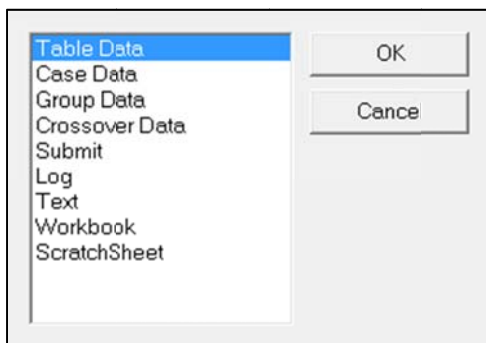 Table Data
Case Data
Group Data
Crossover Data
Submit
Log
Text
Workbook
ScratchSheet
OK
Cance